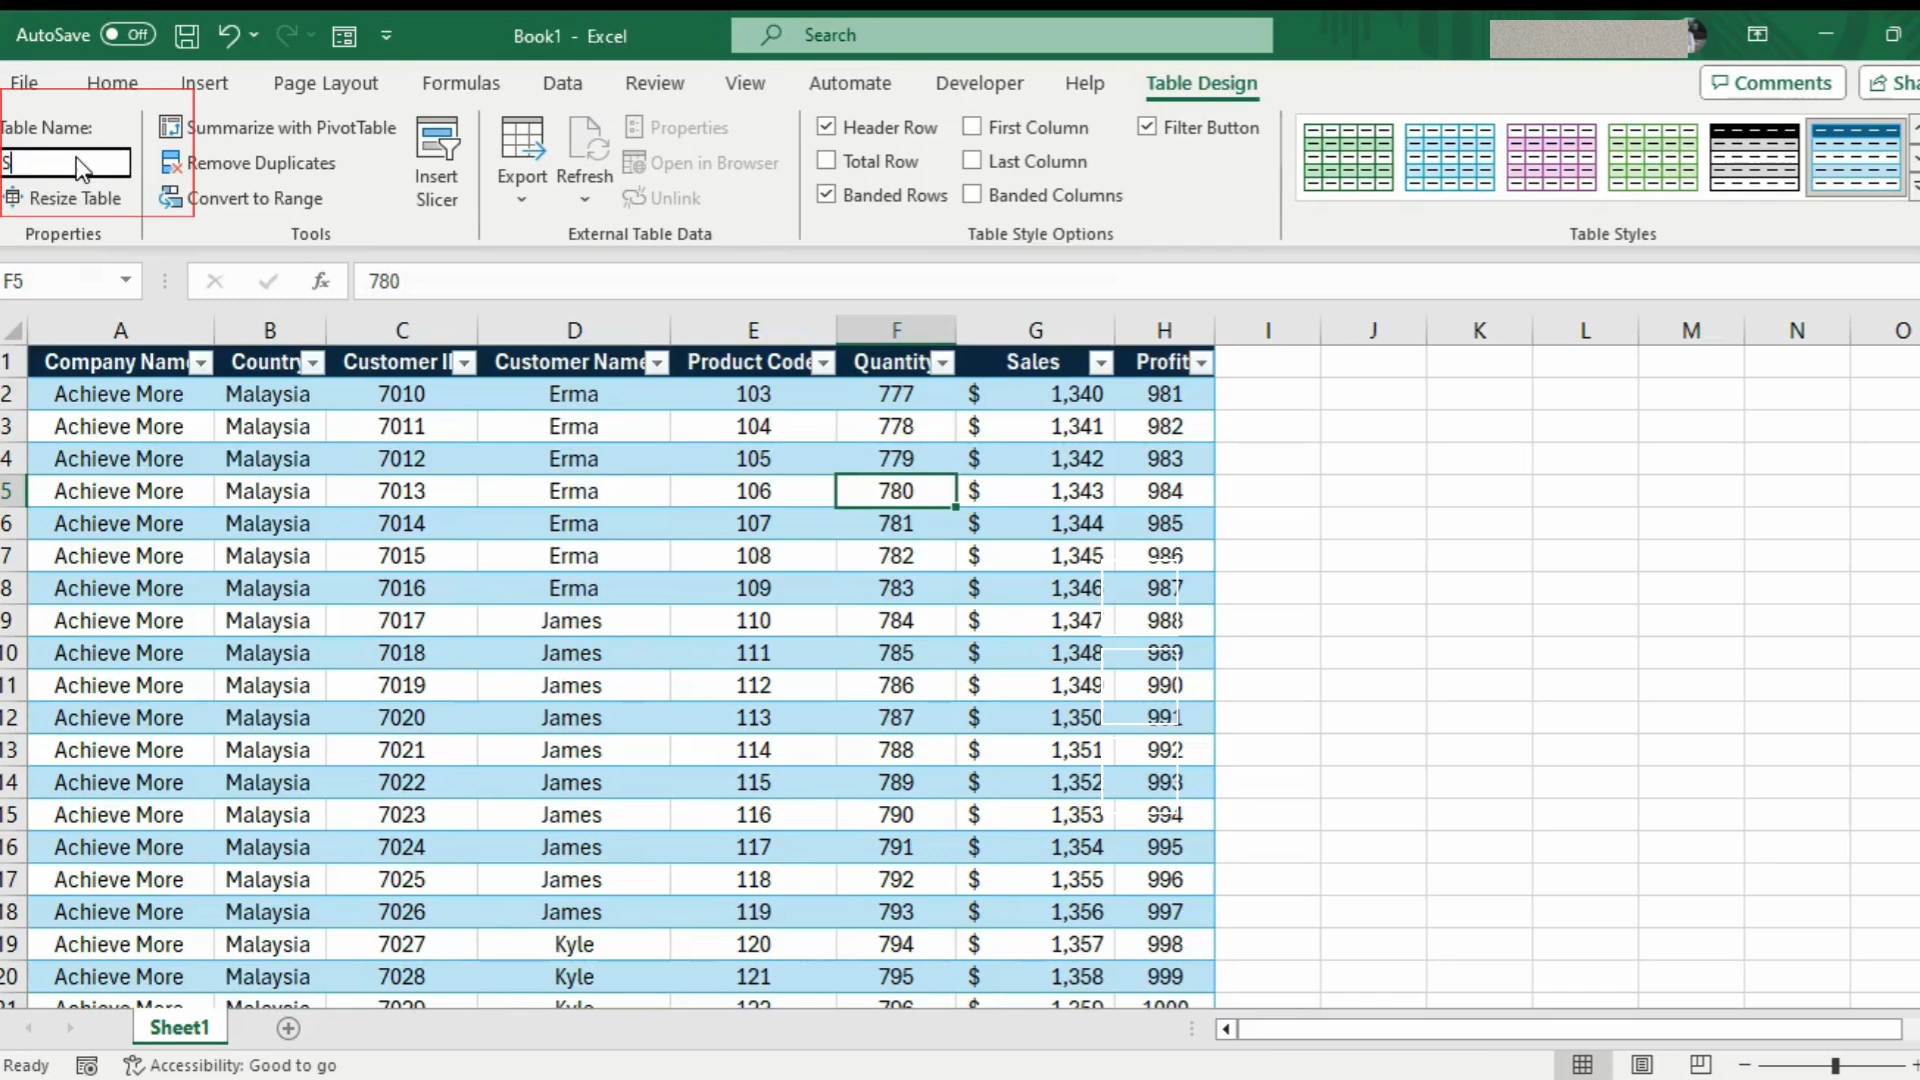 AutoSave Off Book1 - Excel Search
File Home Insert Page Layout Formulas Data Review View Automate Developer Help Table Design Comments
Table Name:
S
Resize Table
Properties
Summarize with PivotTable
Remove Duplicates
Convert to Range
Tools
Insert
Slicer
Export Refresh
Properties
Open in Browser
Unlink
External Table Data
Header Row First Column Filter Button
Total Row Last Column
Banded Rows Banded Columns
Table Style Options
Table Styles
F5 fx 780
A B C D E F G H I J K L M N O
1 Company Nam Country Customer I Customer Name Product Code Quantity Sales Profit
2 Achieve More Malaysia 7010 Erma 103 777 $ 1,340 981
3 Achieve More Malaysia 7011 Erma 104 778 $ 1,341 982
4 Achieve More Malaysia 7012 Erma 105 779 $ 1,342 983
5 Achieve More Malaysia 7013 Erma 106 780 $ 1,343 984
6 Achieve More Malaysia 7014 Erma 107 781 $ 1,344 985
7 Achieve More Malaysia 7015 Erma 108 782 $ 1,345 986
8 Achieve More Malaysia 7016 Erma 109 783 $ 1,346 987
9 Achieve More Malaysia 7017 James 110 784 $ 1,347 988
10 Achieve More Malaysia 7018 James 111 785 $ 1,348 989
11 Achieve More Malaysia 7019 James 112 786 $ 1,349 990
12 Achieve More Malaysia 7020 James 113 787 $ 1,350 991
13 Achieve More Malaysia 7021 James 114 788 $ 1,351 992
14 Achieve More Malaysia 7022 James 115 789 $ 1,352 993
15 Achieve More Malaysia 7023 James 116 790 $ 1,353 994
16 Achieve More Malaysia 7024 James 117 791 $ 1,354 995
17 Achieve More Malaysia 7025 James 118 792 $ 1,355 996
18 Achieve More Malaysia 7026 James 119 793 $ 1,356 997
19 Achieve More Malaysia 7027 Kyle 120 794 $ 1,357 998
20 Achieve More Malaysia 7028 Kyle 121 795 $ 1,358 999
Sheet1
Ready Accessibility: Good to go